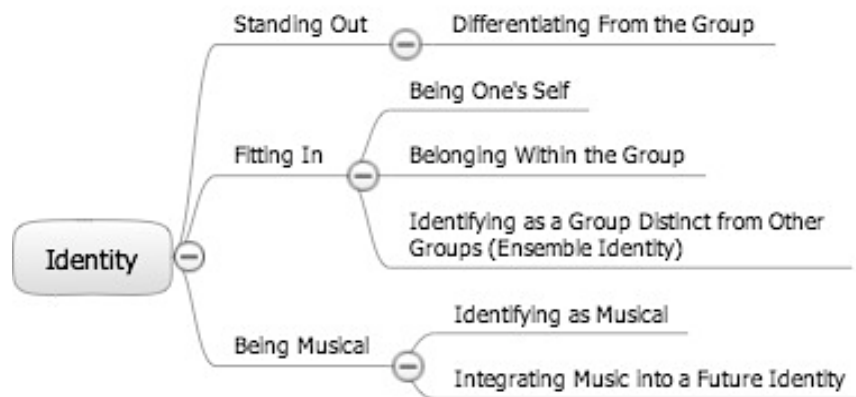 Standing Out
Differentiating From the Group
Being One's Self
Fitting In
Belonging Within the Group
Identifying as a Group Distinct from Other
Groups (Ensemble Identity)
Identity
Identifying as Musical
Being Musical
Integrating Music into a Future Identity